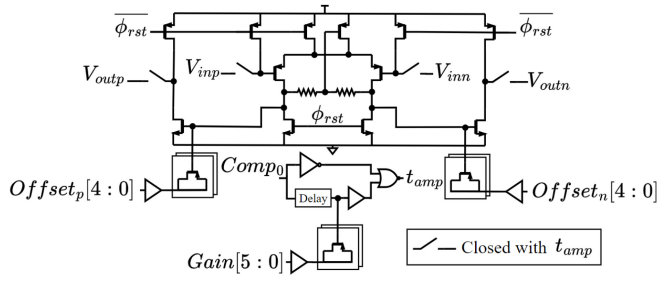 $\overline{\phi_{rst}}$ $\overline{\phi_{rst}}$
$V_{outp}$ $V_{inp}$ $V_{inn}$ $V_{outn}$
$\phi_{rst}$
$Comp_0$ $t_{amp}$
$Offset_p[4:0]$ Delay $Offset_n[4:0]$
$Gain[5:0]$ Closed with $t_{amp}$